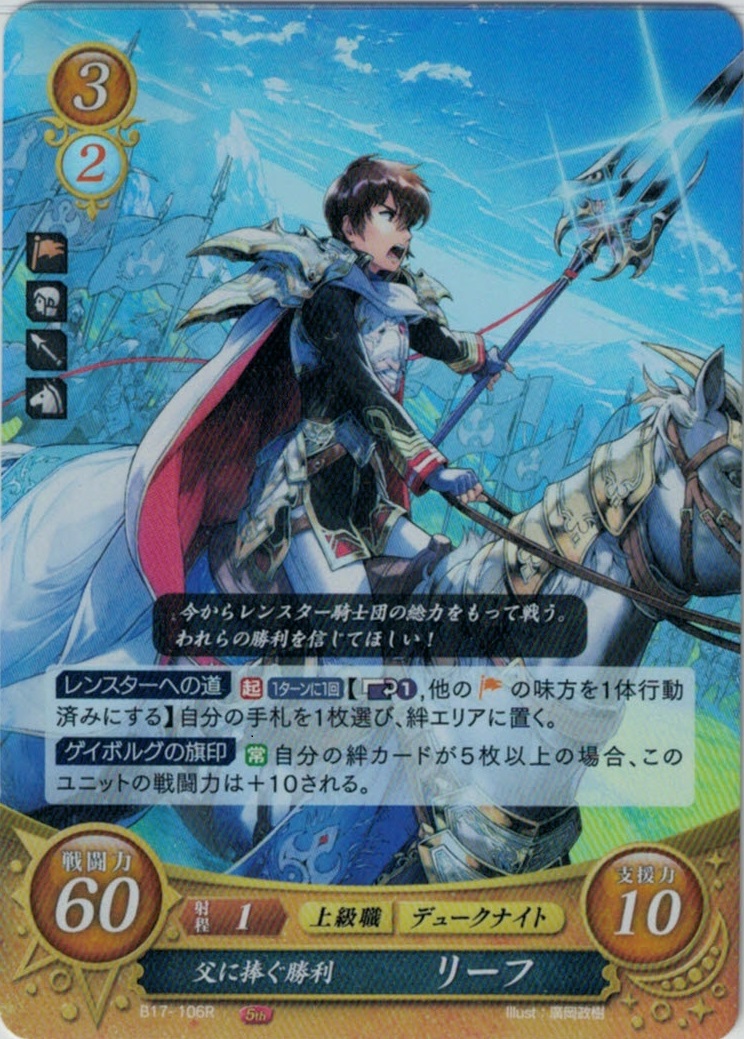 3
2
今からレンスター騎士団の総力をもって戦う。
われらの勝利を信じてほしい!
レンスターへの道 起 1ターンに1回【1,他のの味方を1体行動
済みにする】自分の手札を1枚選び、絆エリアに置く。
ゲイボルグの旗印 常 自分の絆カードが5枚以上の場合、この
ユニットの戦闘力は+10される。
戦闘力
60
射程 1 上級職 デュークナイト
支援力
10
父に捧ぐ勝利 リーフ
B17-106R 5th Illust:廣岡政樹